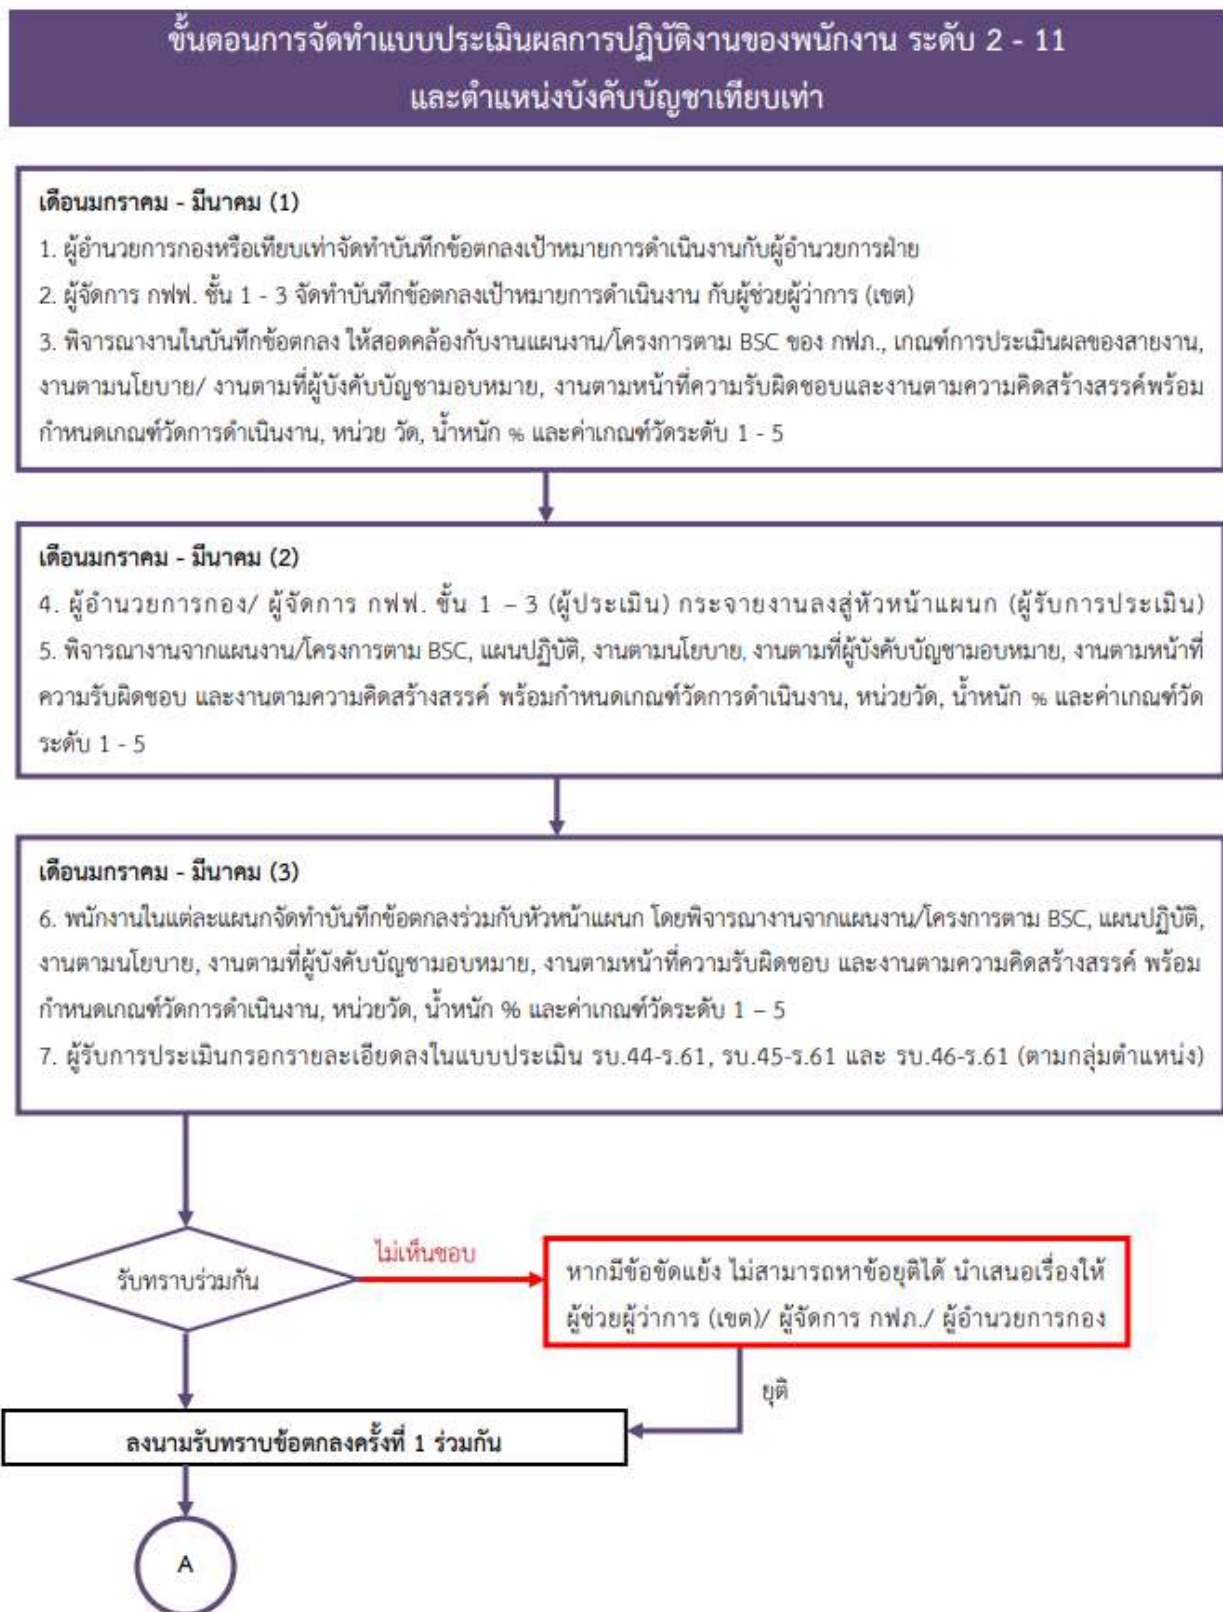 ขั้นตอนการจัดทำแบบประเมินผลการปฏิบัติงานของพนักงาน ระดับ 2 - 11
และตำแหน่งบังคับบัญชาเทียบเท่า
เดือนมกราคม - มีนาคม (1)
1. ผู้อำนวยการกองหรือเทียบเท่าจัดทำบันทึกข้อตกลงเป้าหมายการดำเนินงานกับผู้อำนวยการฝ่าย
2. ผู้จัดการ กฟฟ. ชั้น 1 - 3 จัดทำบันทึกข้อตกลงเป้าหมายการดำเนินงาน กับผู้ช่วยผู้ว่าการ (เขต)
3. พิจารณางานในบันทึกข้อตกลง ให้สอดคล้องกับงานแผนงาน/โครงการตาม BSC ของ กฟภ., เกณฑ์การประเมินผลของสายงาน,
งานตามนโยบาย/ งานตามที่ผู้บังคับบัญชามอบหมาย, งานตามหน้าที่ความรับผิดชอบและงานตามความคิดสร้างสรรค์พร้อม
กำหนดเกณฑ์วัดการดำเนินงาน, หน่วย วัด, น้ำหนัก % และค่าเกณฑ์วัดระดับ 1 - 5
เดือนมกราคม - มีนาคม (2)
4. ผู้อำนวยการกอง/ ผู้จัดการ กฟฟ. ชั้น 1 – 3 (ผู้ประเมิน) กระจายงานลงสู่หัวหน้าแผนก (ผู้รับการประเมิน)
5. พิจารณางานจากแผนงาน/โครงการตาม BSC, แผนปฏิบัติ, งานตามนโยบาย, งานตามที่ผู้บังคับบัญชามอบหมาย, งานตามหน้าที่
ความรับผิดชอบ และงานตามความคิดสร้างสรรค์ พร้อมกำหนดเกณฑ์วัดการดำเนินงาน, หน่วยวัด, น้ำหนัก % และค่าเกณฑ์วัด
ระดับ 1 - 5
เดือนมกราคม - มีนาคม (3)
6. พนักงานในแต่ละแผนกจัดทำบันทึกข้อตกลงร่วมกับหัวหน้าแผนก โดยพิจารณางานจากแผนงาน/โครงการตาม BSC, แผนปฏิบัติ,
งานตามนโยบาย, งานตามที่ผู้บังคับบัญชามอบหมาย, งานตามหน้าที่ความรับผิดชอบ และงานตามความคิดสร้างสรรค์ พร้อม
กำหนดเกณฑ์วัดการดำเนินงาน, หน่วยวัด, น้ำหนัก % และค่าเกณฑ์วัดระดับ 1 – 5
7. ผู้รับการประเมินกรอกรายละเอียดลงในแบบประเมิน รบ.44-ร.61, รบ.45-ร.61 และ รบ.46-ร.61 (ตามกลุ่มตำแหน่ง)
ไม่เห็นชอบ
รับทราบร่วมกัน
หากมีข้อขัดแย้ง ไม่สามารถหาข้อยุติได้ นำเสนอเรื่องให้
ผู้ช่วยผู้ว่าการ (เขต)/ ผู้จัดการ กฟภ./ ผู้อำนวยการกอง
ยุติ
ลงนามรับทราบข้อตกลงครั้งที่ 1 ร่วมกัน
A